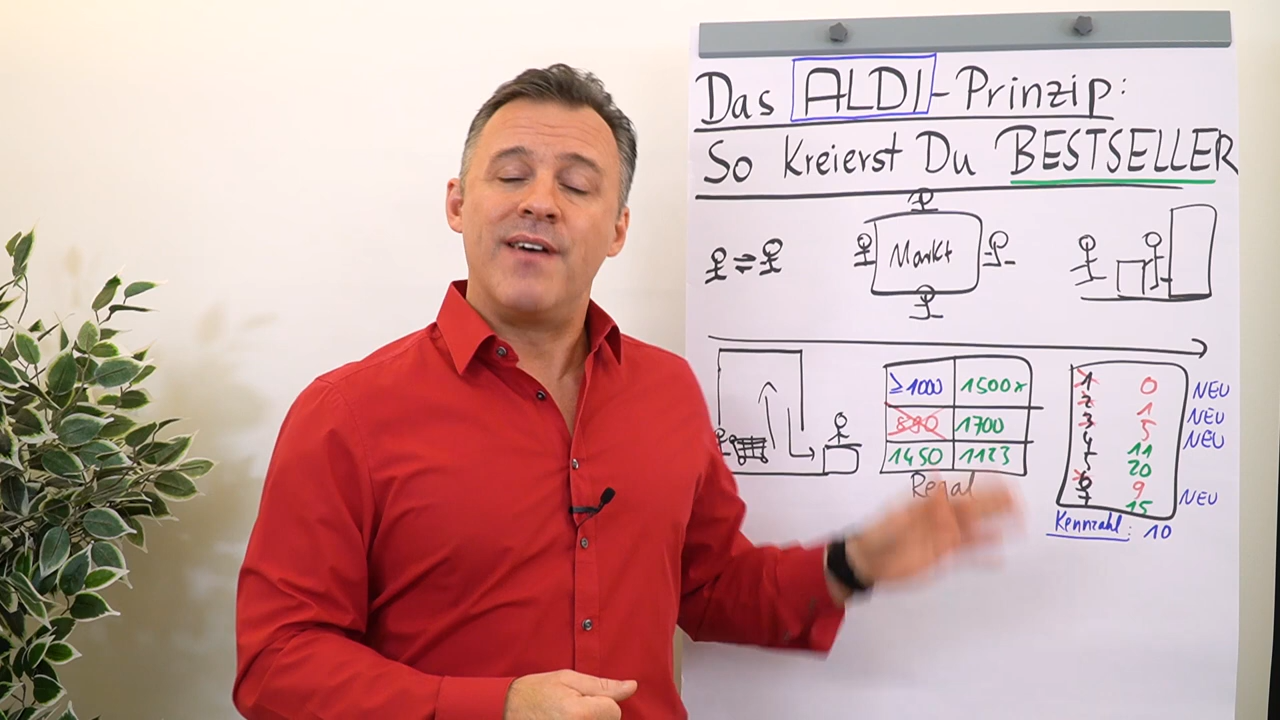 Das ALDI-Prinzip:
So Kreierst Du BESTSELLER
Markt
≥1000 1500x
890 1700
1450 1123
Regal
1 0 NEU
2 1 NEU
3 5 NEU
4 11
5 20
6 9
7 15 NEU
Kennzahl: 10